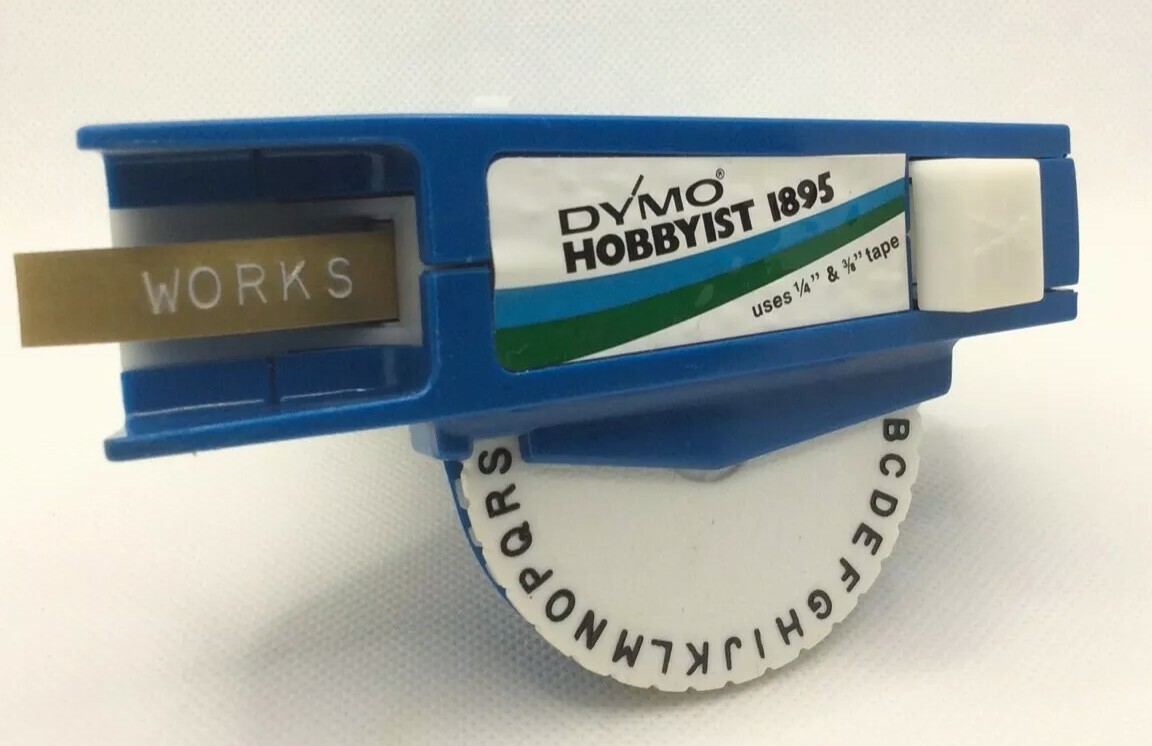 WORKS
DYMO®
HOBBYIST 1895
uses ¼” & ⅜” tape
BCDEFGHIJKLMNOPQRS